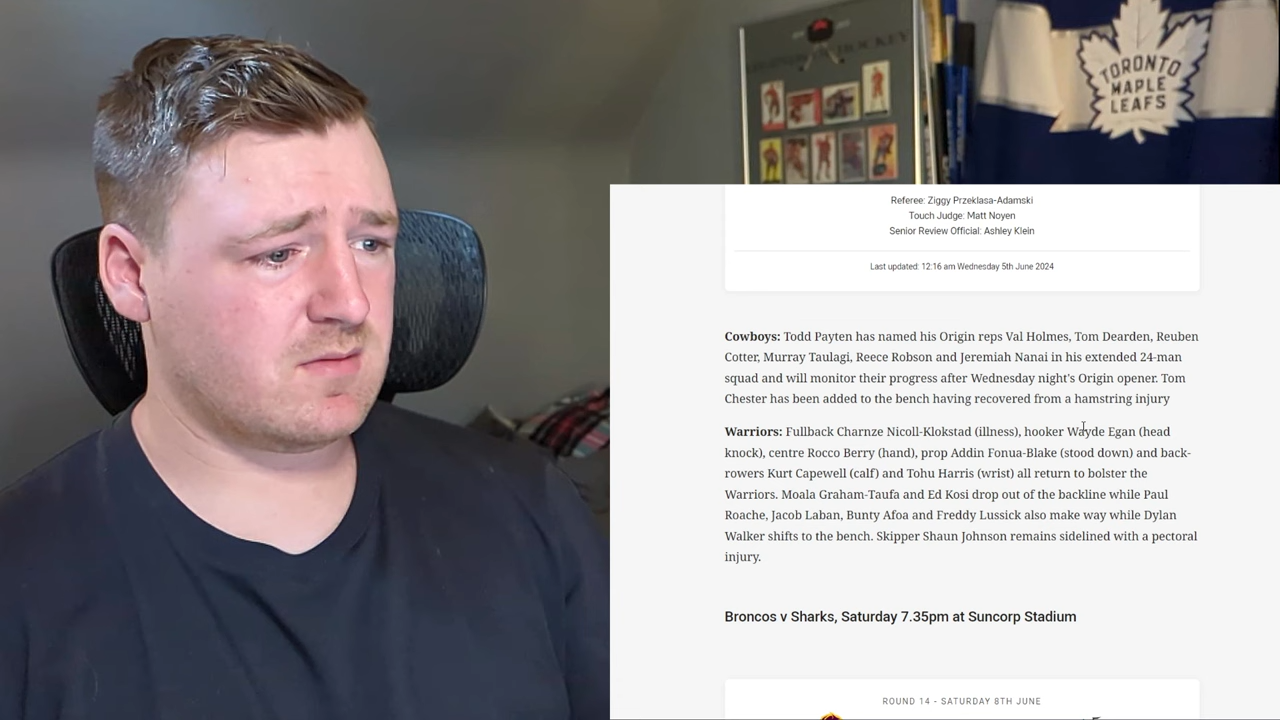 TORONTO
MAPLE
LEAFS
Referee: Ziggy Przeklasa-Adamski
Touch Judge: Matt Noyen
Senior Review Official: Ashley Klein
Last updated: 12:16 am Wednesday 5th June 2024
Cowboys: Todd Payten has named his Origin reps Val Holmes, Tom Dearden, Reuben
Cotter, Murray Taulagi, Reece Robson and Jeremiah Nanai in his extended 24-man
squad and will monitor their progress after Wednesday night's Origin opener. Tom
Chester has been added to the bench having recovered from a hamstring injury
Warriors: Fullback Charnze Nicoll-Klokstad (illness), hooker Wayde Egan (head
knock), centre Rocco Berry (hand), prop Addin Fonua-Blake (stood down) and back-
rowers Kurt Capewell (calf) and Tohu Harris (wrist) all return to bolster the
Warriors. Moala Graham-Taufa and Ed Kosi drop out of the backline while Paul
Roache, Jacob Laban, Bunty Afoa and Freddy Lussick also make way while Dylan
Walker shifts to the bench. Skipper Shaun Johnson remains sidelined with a pectoral
injury.
Broncos v Sharks, Saturday 7.35pm at Suncorp Stadium
ROUND 14 - SATURDAY 8TH JUNE